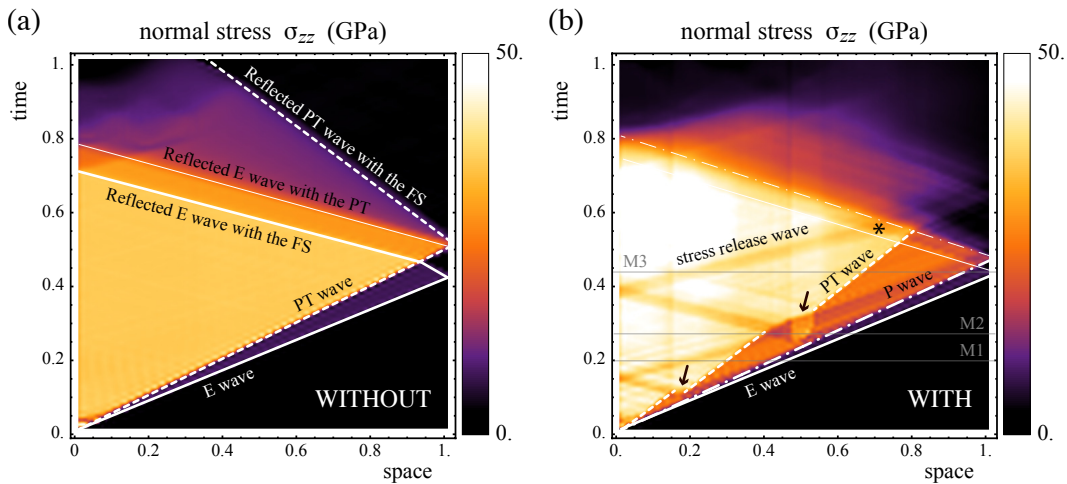 (a)
normal stress σzz (GPa)
50.
0.
time
1.
0.8
0.6
0.4
0.2
0.
0
0.2
0.4
0.6
0.8
1.
space
Reflected PT wave with the FS
Reflected E wave with the PT
Reflected E wave with the FS
PT wave
E wave
WITHOUT
(b)
normal stress σzz (GPa)
50.
0.
time
1.
0.8
0.6
0.4
0.2
0.
0
0.2
0.4
0.6
0.8
1.
space
stress release wave
*
M3
PT wave
P wave
M2
M1
E wave
WITH